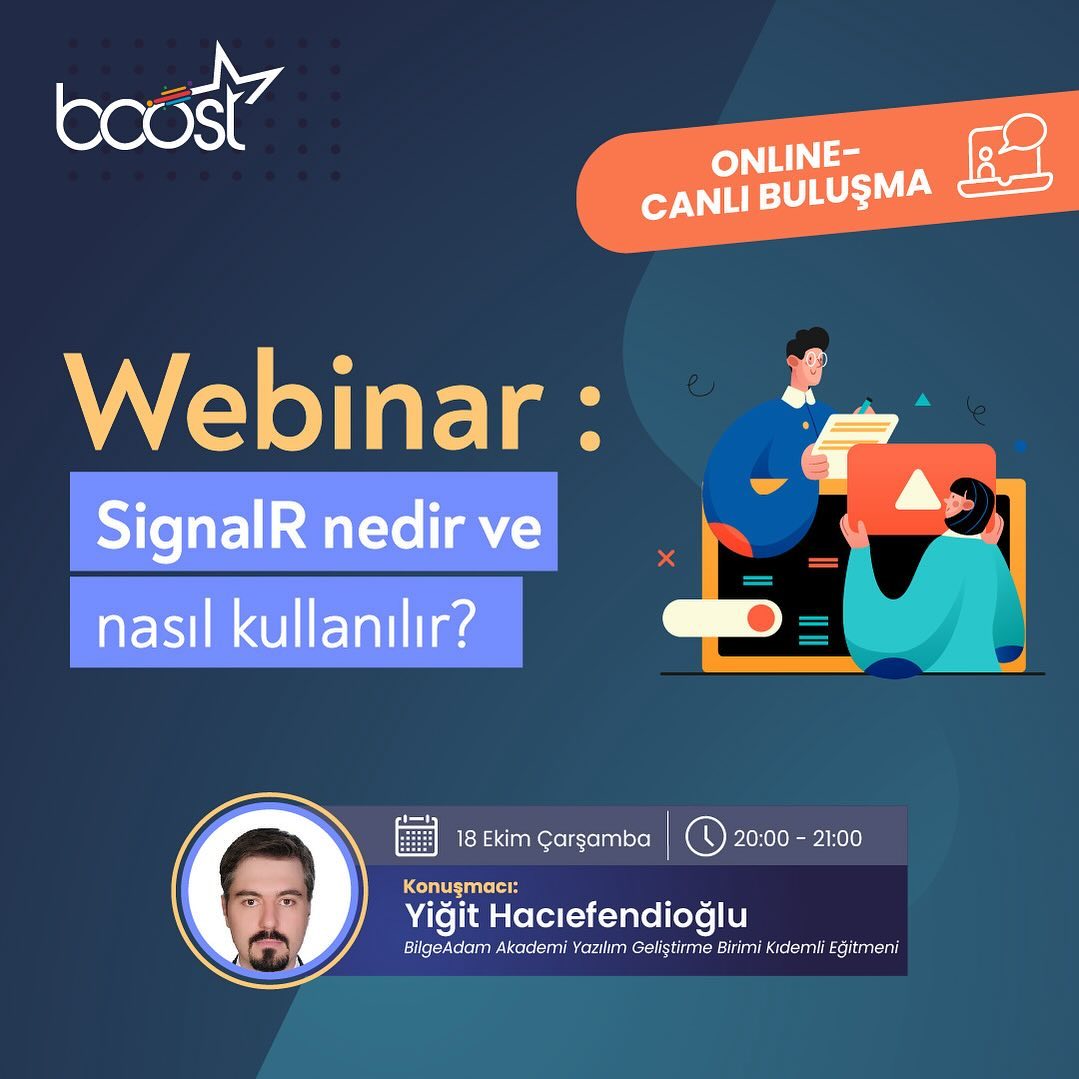 boost
ONLINE-
CANLI BULUŞMA
Webinar :
SignalR nedir ve
nasıl kullanılır?
18 Ekim Çarşamba
20:00 - 21:00
Konuşmacı:
Yiğit Hacıefendioğlu
BilgeAdam Akademi Yazılım Geliştirme Birimi Kıdemli Eğitmeni